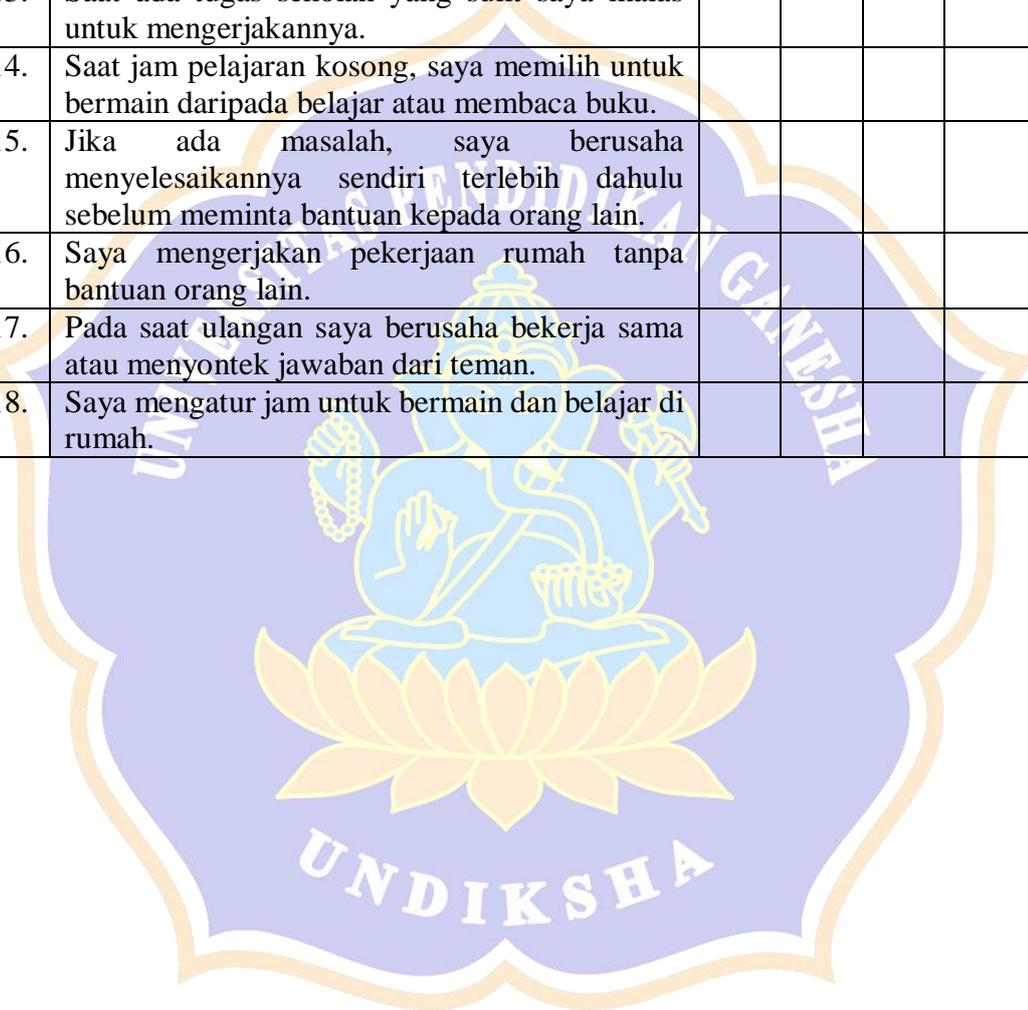 untuk mengerjakannya.
4. Saat jam pelajaran kosong, saya memilih untuk
bermain daripada belajar atau membaca buku.
5. Jika ada masalah, saya berusaha
menyelesaikannya sendiri terlebih dahulu
sebelum meminta bantuan kepada orang lain.
6. Saya mengerjakan pekerjaan rumah tanpa
bantuan orang lain.
7. Pada saat ulangan saya berusaha bekerja sama
atau menyontek jawaban dari teman.
8. Saya mengatur jam untuk bermain dan belajar di
rumah.
UNIVERSITAS PENDIDIKAN GANESHA
UNDIKSHA